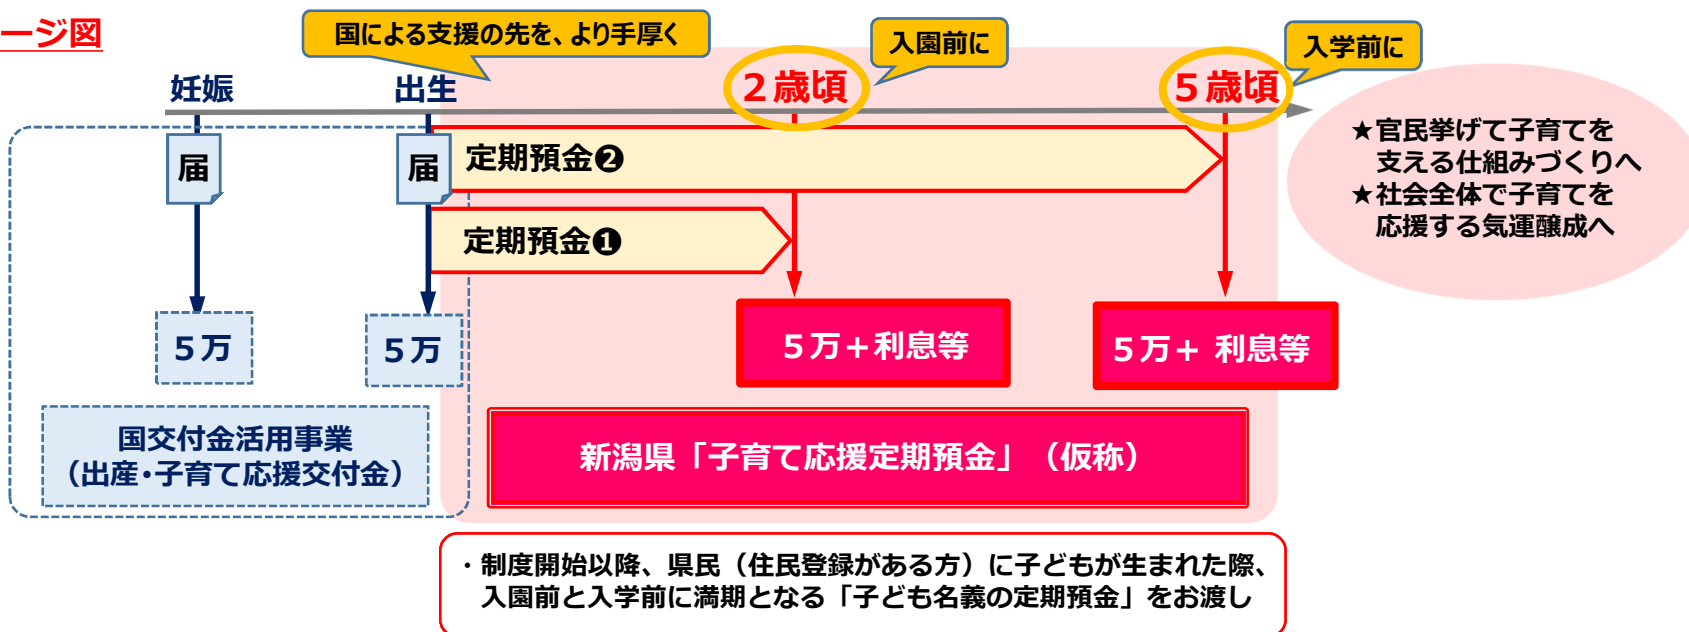 ージ図
国による支援の先を、より手厚く
入園前に
入学前に
妊娠
出生
２歳頃
５歳頃
届
届
定期預金❷
定期預金❶
★官民挙げて子育てを
支える仕組みづくりへ
★社会全体で子育てを
応援する気運醸成へ
５万
５万
５万＋利息等
５万＋ 利息等
国交付金活用事業
（出産・子育て応援交付金）
新潟県「子育て応援定期預金」（仮称）
・制度開始以降、県民（住民登録がある方）に子どもが生まれた際、
入園前と入学前に満期となる「子ども名義の定期預金」をお渡し